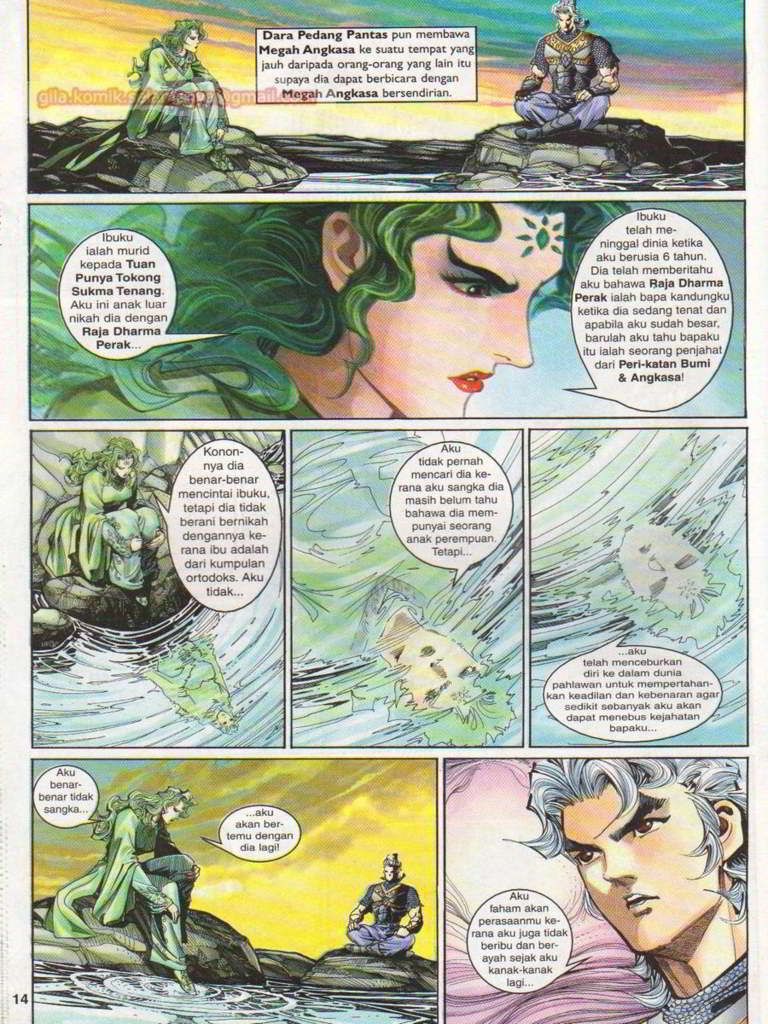 Dara Pedang Pantas pun membawa
Megah Angkasa ke suatu tempat yang
jauh daripada orang-orang yang lain itu
supaya dia dapat berbicara dengan
Megah Angkasa bersendirian.
Ibuku
ialah murid
kepada Tuan
Punya Tokong
Sukma Tenang.
Aku ini anak luar
nikah dia dengan
Raja Dharma
Perak...
Ibuku
telah me-
ninggal dinia ketika
aku berusia 6 tahun.
Dia telah memberitahu
aku bahawa Raja Dharma
Perak ialah bapa kandungku
ketika dia sedang tenat dan
apabila aku sudah besar,
barulah aku tahu bapaku
itu ialah seorang penjahat
dari Peri-katan Bumi
& Angkasa!
Konon-
nya dia
benar-benar
mencintai ibuku,
tetapi dia tidak
berani bernikah
dengannya ke-
rana ibu adalah
dari kumpulan
ortodoks. Aku
tidak...
Aku
tidak pernah
mencari dia ke-
rana aku sangka dia
masih belum tahu
bahawa dia mem-
punyai seorang
anak perempuan.
Tetapi...
...aku
telah menceburkan
diri ke dalam dunia
pahlawan untuk mempertahan-
kan keadilan dan kebenaran agar
sedikit sebanyak aku akan
dapat menebus kejahatan
bapaku...
Aku
benar-
benar tidak
sangka...
...aku
akan ber-
temu dengan
dia lagi!
Aku
faham akan
perasaanmu ke-
rana aku juga tidak
beribu dan ber-
ayah sejak aku
kanak-kanak
lagi...
14